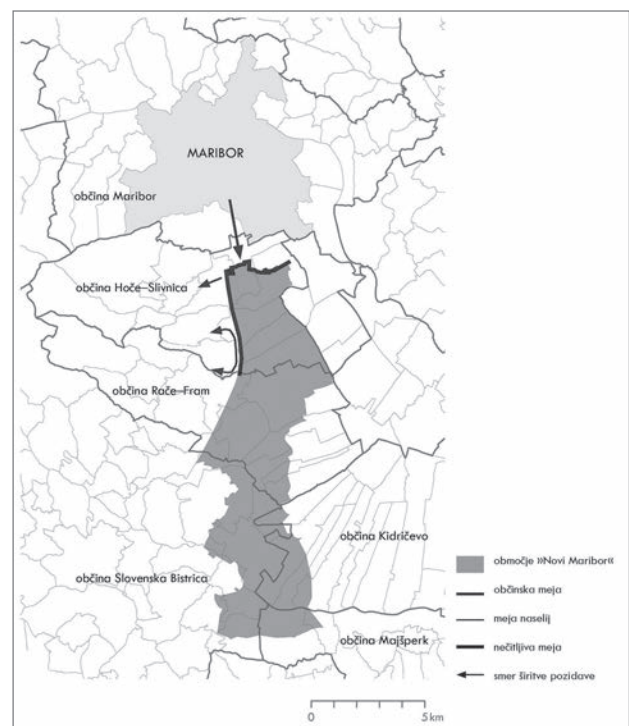 MARIBOR
občina Maribor
občina Hoče–Slivnica
občina Rače–Fram
občina Kidričevo
občina Slovenska Bistrica
občina Majšperk
območje »Novi Maribor«
občinska meja
meja naselij
nečitljiva meja
smer širitve pozidave
0 5 km